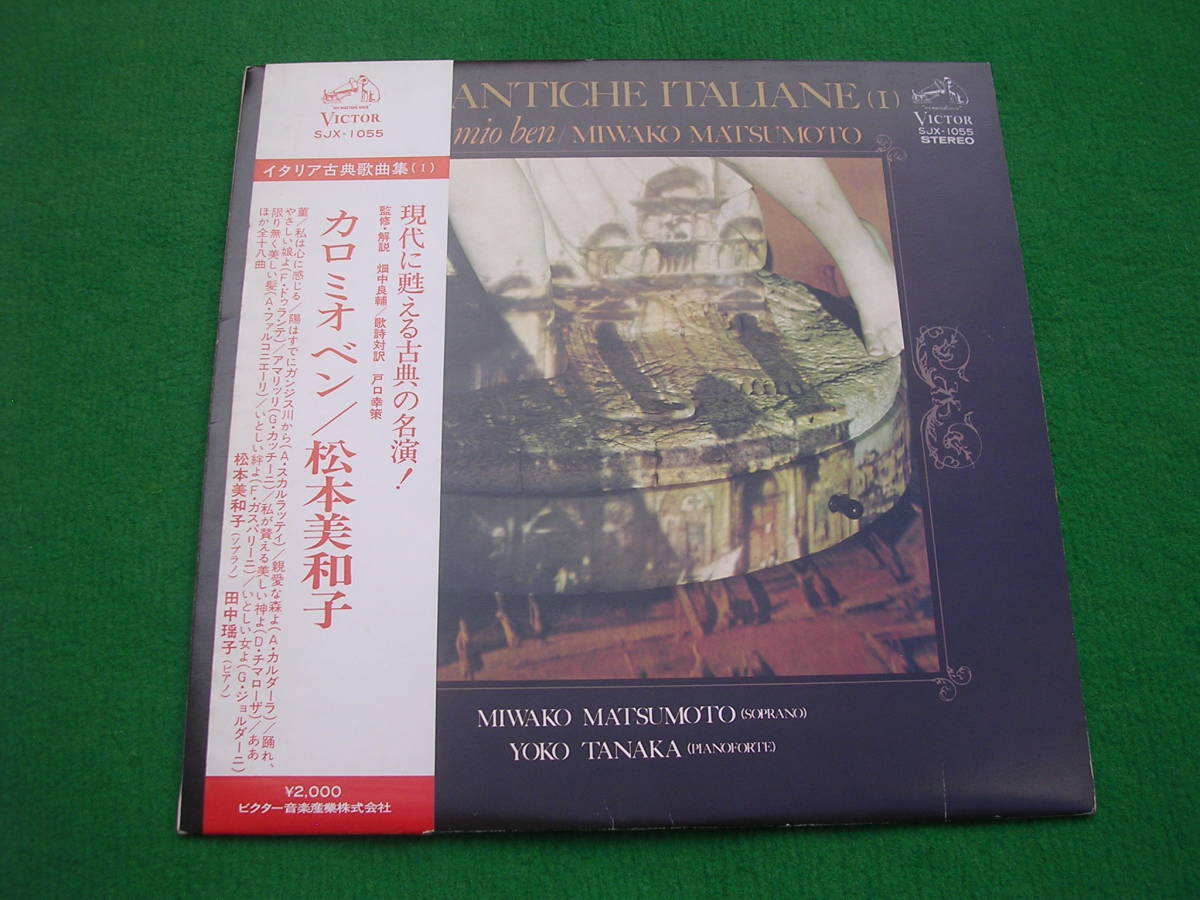 "HIS MASTER'S VOICE"
VICTOR
SJX-1055
イタリア古典歌曲集(I)
現代に甦える古典の名演!
監修・解説 畑中良輔/歌詩対訳 戸口幸策
カロ ミオ ベン/松本美和子
菫/私は心に感じる/陽はすでにガンジス川から(A・スカルラッティ)/親愛な森よ(A・カルダーラ)/踊れ、
やさしい娘よ(F・ドゥランテ)/アマリッリ(G・カッチーニ)/私が賛える美しい神よ(D・チマローザ)/ああ
限り無く美しい髪(A・ファルコニエーリ)/いとしい絆よ(F・ガスパリーニ)/いとしい女よ(G・ジョルダーニ)
ほか全十八曲
松本美和子(ソプラノ) 田中瑶子(ピアノ)
¥2,000
ビクター音楽産業株式会社
ANTICHE ITALIANE (I)
mio ben / MIWAKO MATSUMOTO
VICTOR
SJX-1055
STEREO
MIWAKO MATSUMOTO (SOPRANO)
YOKO TANAKA (PIANOFORTE)